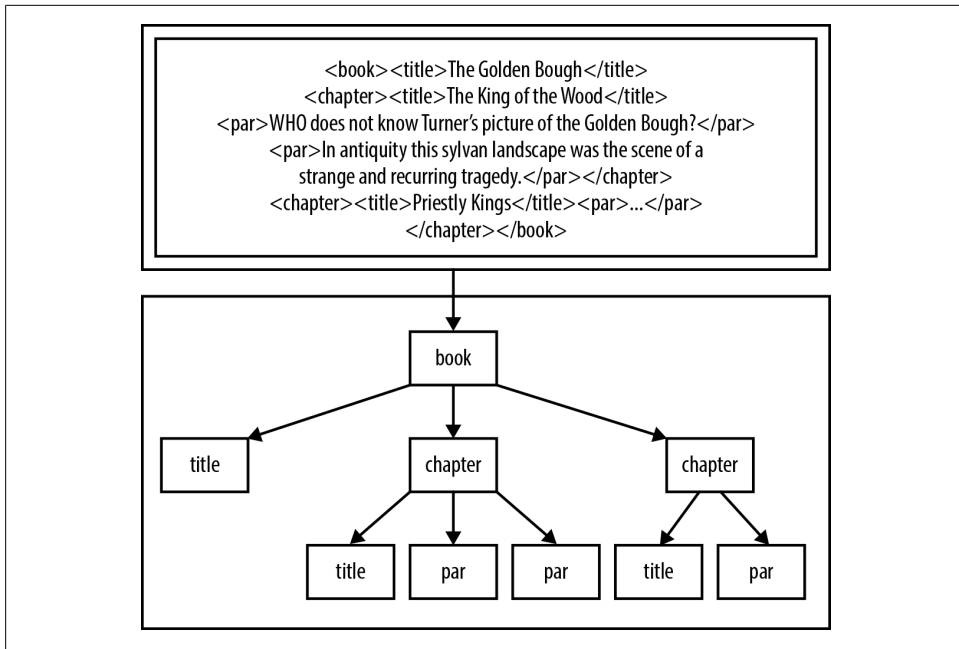 <book><title>The Golden Bough</title>
<chapter><title>The King of the Wood</title>
<par>WHO does not know Turner’s picture of the Golden Bough?</par>
<par>In antiquity this sylvan landscape was the scene of a
strange and recurring tragedy.</par></chapter>
<chapter><title>Priestly Kings</title><par>...</par>
</chapter></book>
book
title
chapter
chapter
title
par
par
title
par